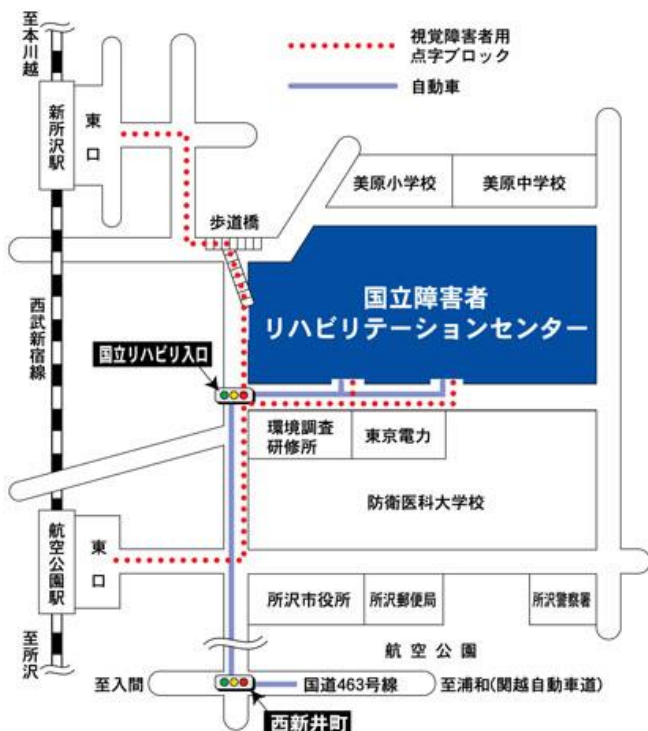 至本川越
視覚障害者用
点字ブロック
自動車
新所沢駅
東口
美原小学校
美原中学校
歩道橋
国立障害者
リハビリテーションセンター
西武新宿線
国立リハビリ入口
環境調査
研修所
東京電力
防衛医科大学校
航空公園駅
東口
所沢市役所
所沢郵便局
所沢警察署
至所沢
航空公園
至入間
国道463号線
至浦和(関越自動車道)
西新井町